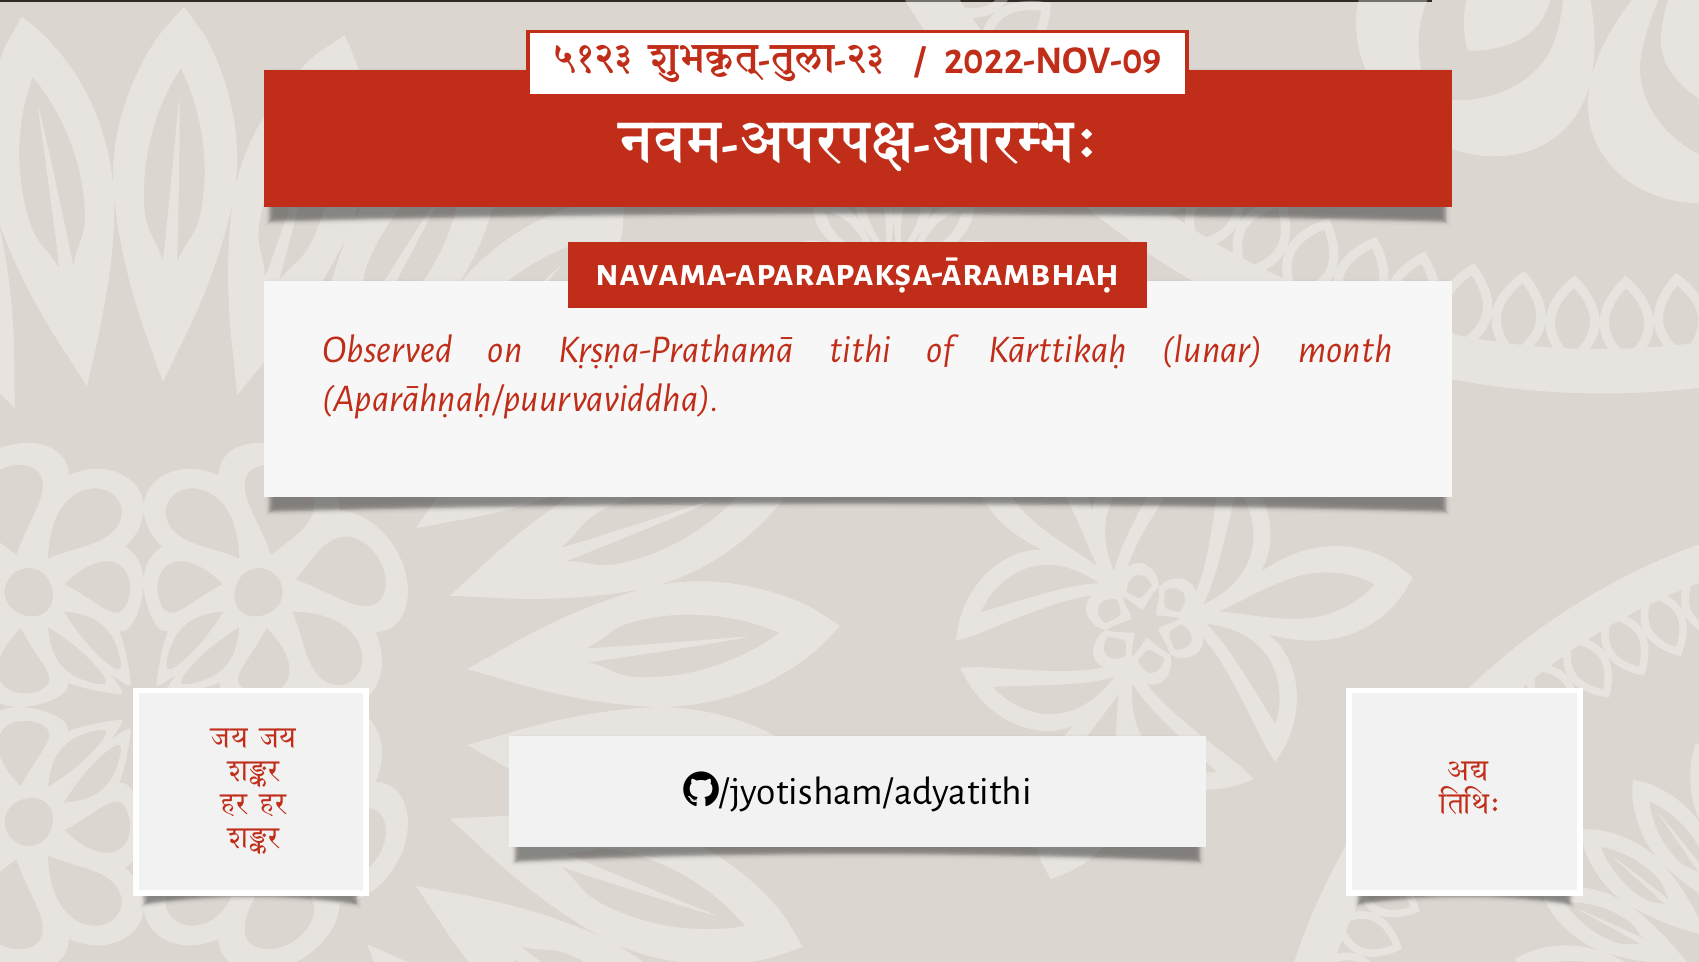 ५१२३ शुभकृत्-तुला-२३ / 2022-NOV-09
नवम-अपरपक्ष-आरम्भः
NAVAMA-APARAPAKṢA-ĀRAMBHAḤ
Observed on Kṛṣṇa-Prathamā tithi of Kārttikaḥ (lunar) month
(Aparāhṇaḥ/puurvaviddha).
जय जय
शङ्कर
हर हर
शङ्कर
/jyotisham/adyatithi
अद्य
तिथिः